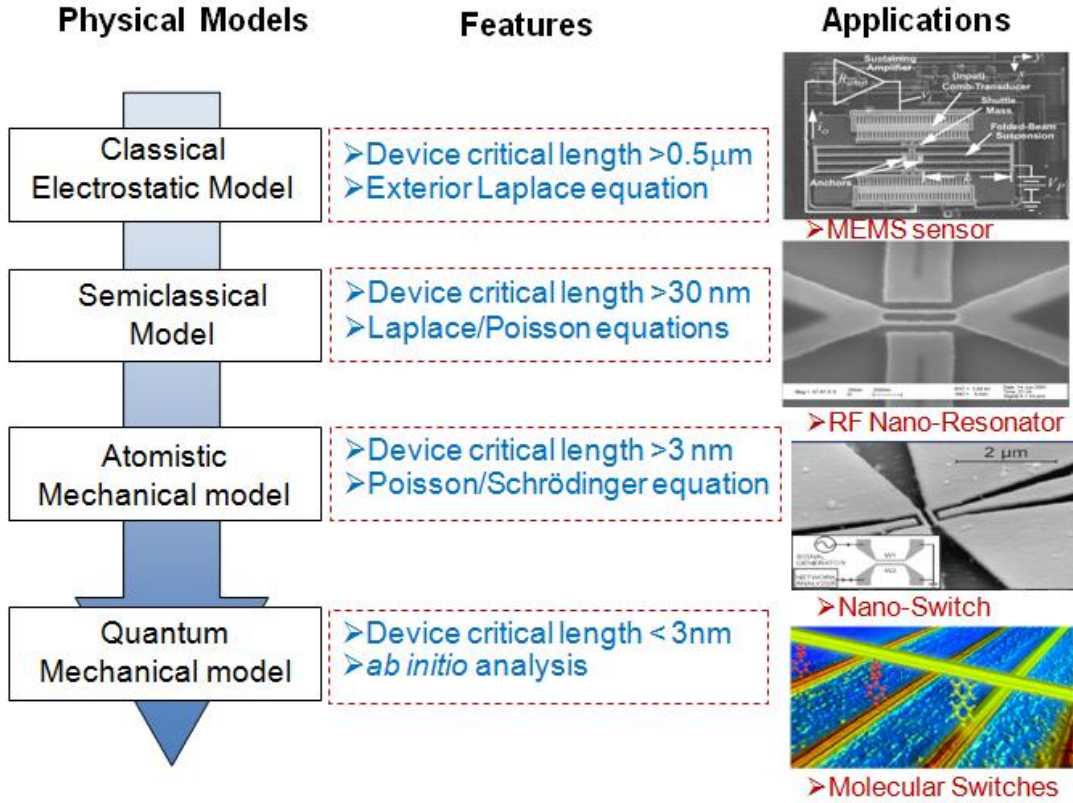 Physical Models
Features
Applications
Classical
Electrostatic Model
➢Device critical length >0.5μm
➢Exterior Laplace equation
Sustaining
Amplifier
(Input)
Comb-Transducer
Shuttle
Mass
Folded-Beam
Suspension
Anchors
➢MEMS sensor
Semiclassical
Model
➢Device critical length >30 nm
➢Laplace/Poisson equations
➢RF Nano-Resonator
Atomistic
Mechanical model
➢Device critical length >3 nm
➢Poisson/Schrödinger equation
2 μm
W1
W2
SIGNAL
GENERATOR
NETWORK
ANALYZER
➢Nano-Switch
Quantum
Mechanical model
➢Device critical length < 3nm
➢ab initio analysis
➢Molecular Switches